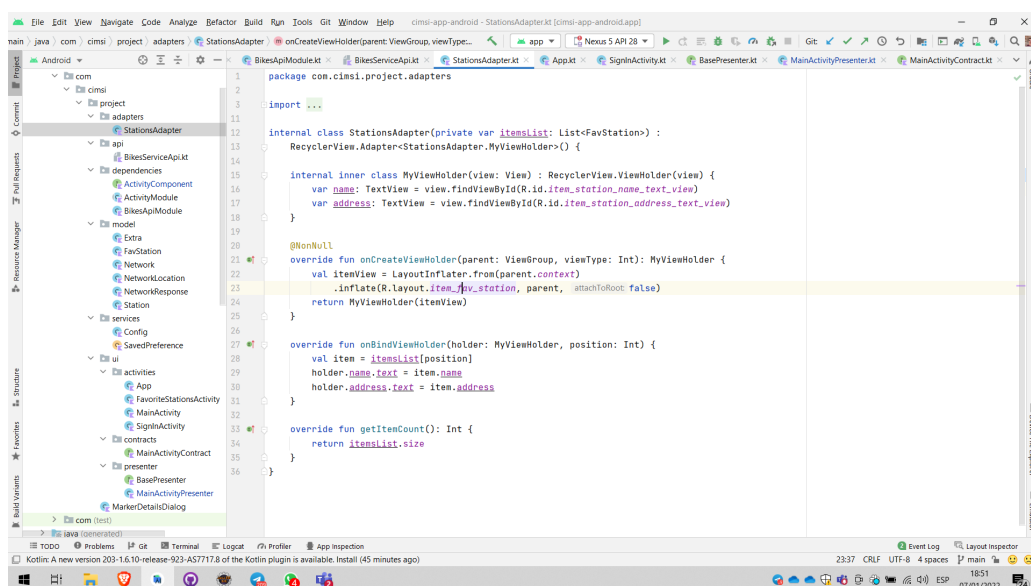 File Edit View Navigate Code Analyze Refactor Build Run Tools Git Window Help cimsi-app-android - StationsAdapter.kt [cimsi-app-android.app]
main java com cimsi project adapters StationsAdapter onCreateViewHolder(parent: ViewGroup, viewType:... app Nexus 5 API 28 Git:
Android BikesApiModule.kt BikesServiceApi.kt StationsAdapter.kt App.kt SignInActivity.kt BasePresenter.kt MainActivityPresenter.kt MainActivityContract.kt
Project
Commit
Pull Requests
Resource Manager
Structure
Favorites
Build Variants
com
cimsi
project
adapters
StationsAdapter
api
BikesServiceApi.kt
dependencies
ActivityComponent
ActivityModule
BikesApiModule
model
Extra
FavStation
Network
NetworkLocation
NetworkResponse
Station
services
Config
SavedPreference
ui
activities
App
FavoriteStationsActivity
MainActivity
SignInActivity
contracts
MainActivityContract
presenter
BasePresenter
MainActivityPresenter
MarkerDetailsDialog
com (test)
java (generated)
1 package com.cimsi.project.adapters
2
3 import ...
11
12 internal class StationsAdapter(private var itemsList: List<FavStation>) :
13 RecyclerView.Adapter<StationsAdapter.MyViewHolder>() {
14
15 internal inner class MyViewHolder(view: View) : RecyclerView.ViewHolder(view) {
16 var name: TextView = view.findViewById(R.id.item_station_name_text_view)
17 var address: TextView = view.findViewById(R.id.item_station_address_text_view)
18 }
19
20 @NonNull
21 override fun onCreateViewHolder(parent: ViewGroup, viewType: Int): MyViewHolder {
22 val itemView = LayoutInflater.from(parent.context)
23 .inflate(R.layout.item_fav_station, parent, attachToRoot: false)
24 return MyViewHolder(itemView)
25 }
26
27 override fun onBindViewHolder(holder: MyViewHolder, position: Int) {
28 val item = itemsList[position]
29 holder.name.text = item.name
30 holder.address.text = item.address
31 }
32
33 override fun getItemCount(): Int {
34 return itemsList.size
35 }
36 }
TODO Problems Git Terminal Logcat Profiler App Inspection Event Log Layout Inspector
Kotlin: A new version 203-1.6.10-release-923-AS7717.8 of the Kotlin plugin is available. Install (45 minutes ago) 23:37 CRLF UTF-8 4 spaces main
ESP 18:51
07/01/2022